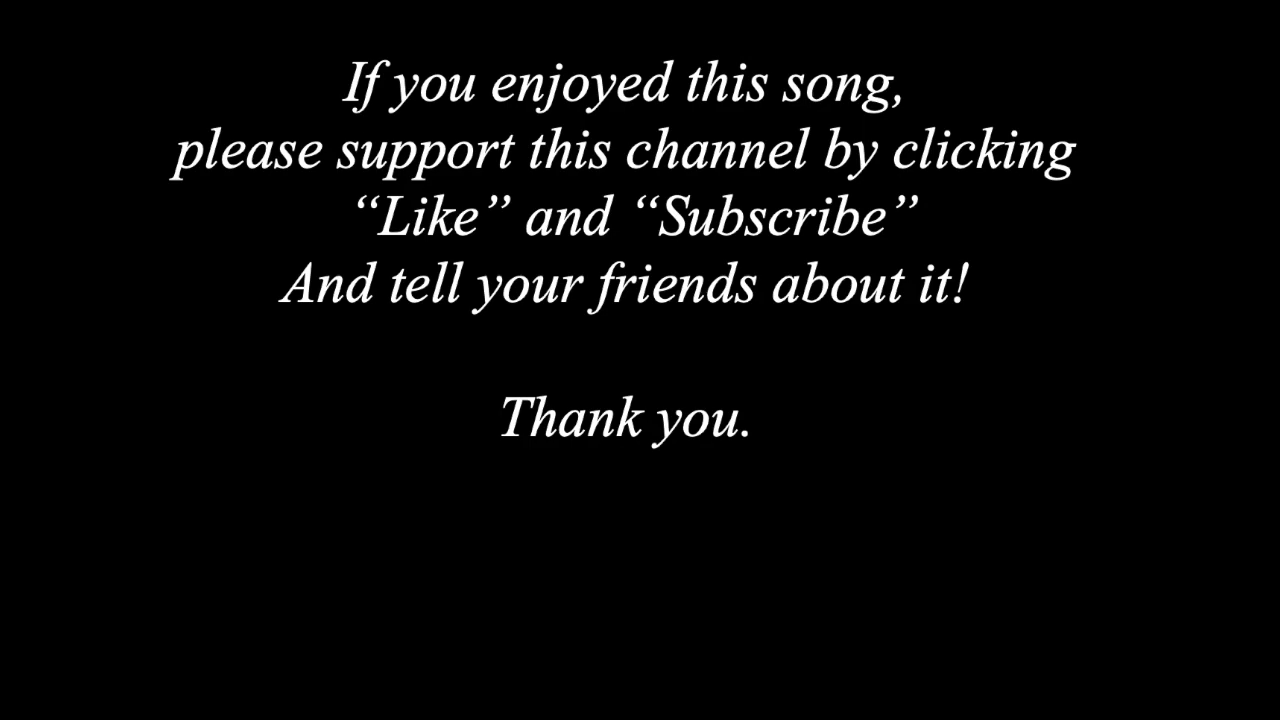 If you enjoyed this song,
please support this channel by clicking
“Like” and “Subscribe”
And tell your friends about it!
Thank you.